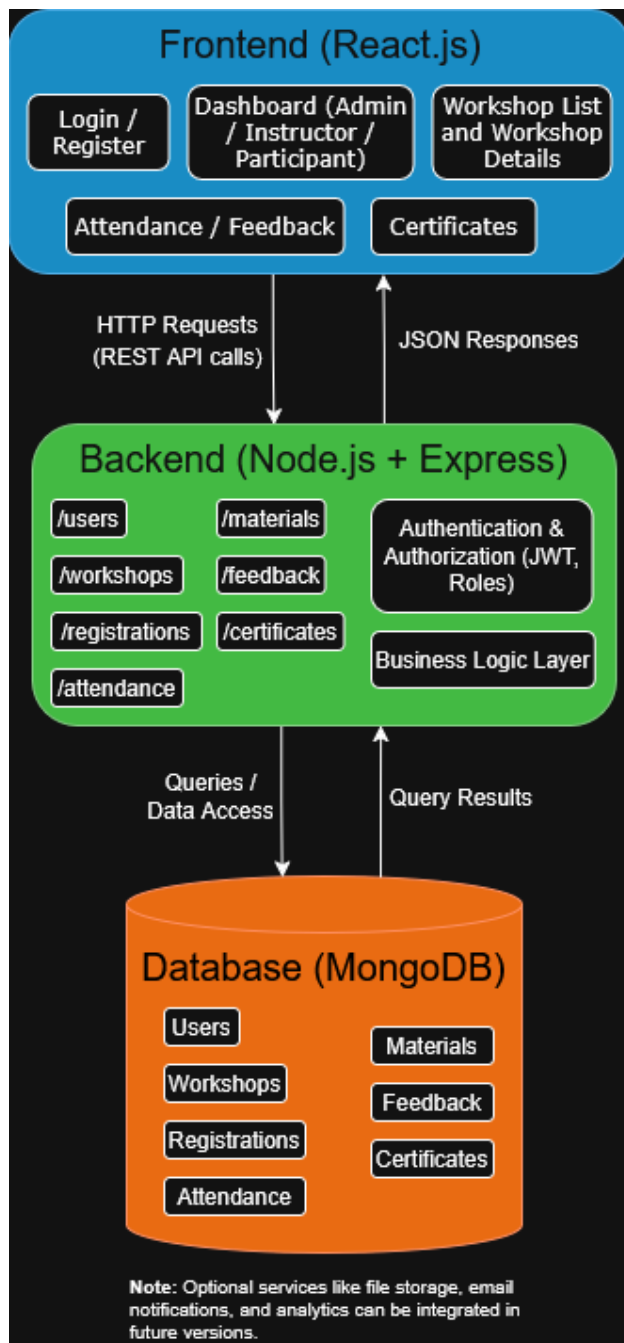 Frontend (React.js)
Login /
Register
Dashboard (Admin
/ Instructor /
Participant)
Workshop List
and Workshop
Details
Attendance / Feedback
Certificates
HTTP Requests
(REST API calls)
JSON Responses
Backend (Node.js + Express)
/users
/workshops
/registrations
/attendance
/materials
/feedback
/certificates
Authentication &
Authorization (JWT,
Roles)
Business Logic Layer
Queries /
Data Access
Query Results
Database (MongoDB)
Users
Workshops
Registrations
Attendance
Materials
Feedback
Certificates
Note: Optional services like file storage, email
notifications, and analytics can be integrated in
future versions.